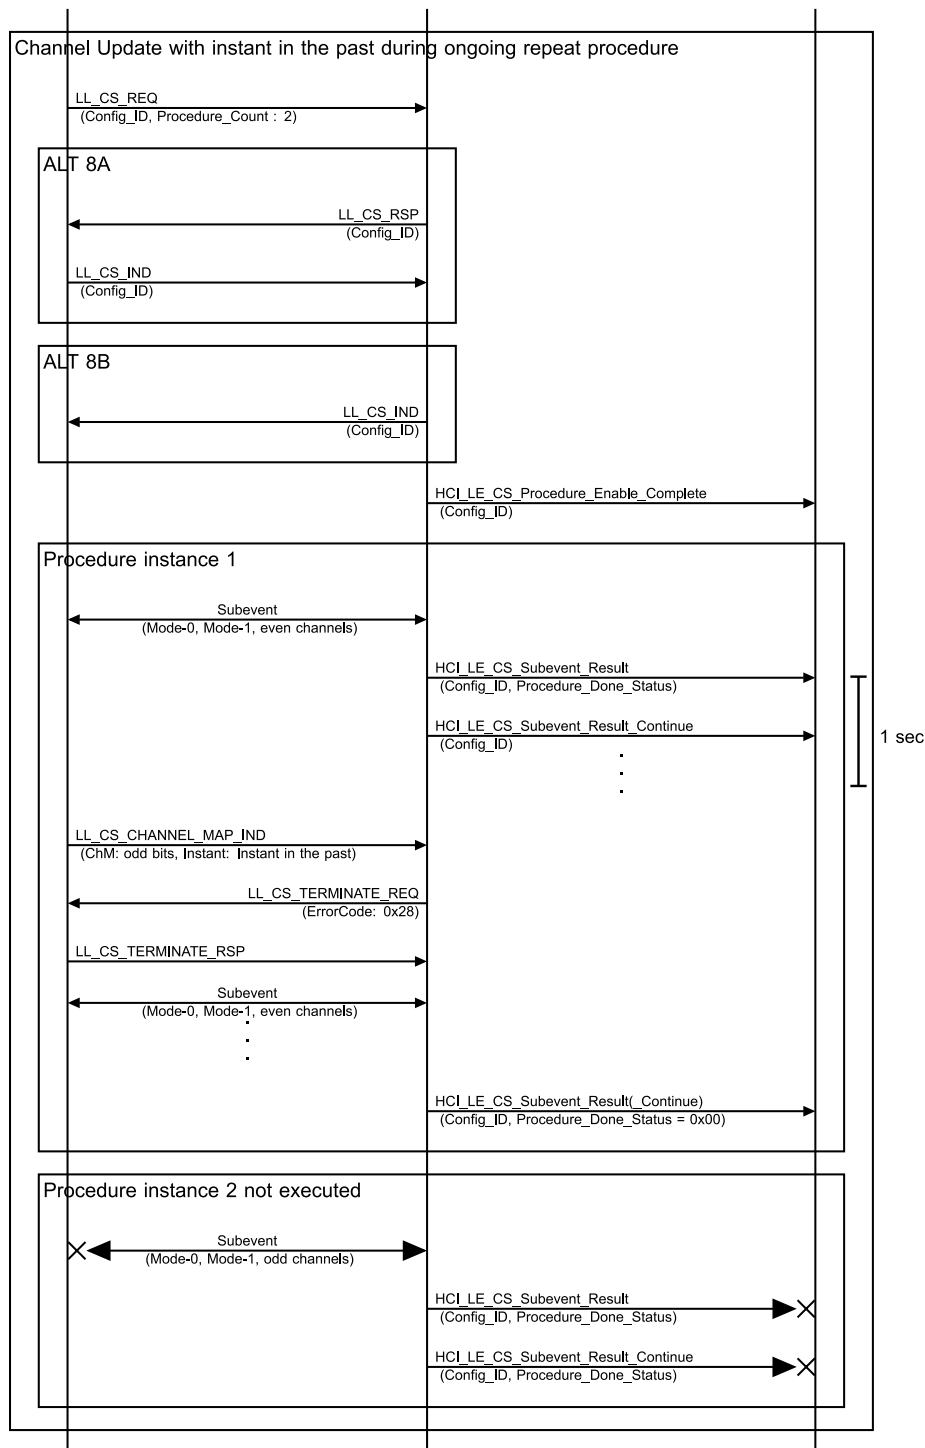 Channel Update with instant in the past during ongoing repeat procedure
LL_CS_REQ
(Config_ID, Procedure_Count : 2)
ALT 8A
LL_CS_RSP
(Config_ID)
LL_CS_IND
(Config_ID)
ALT 8B
LL_CS_IND
(Config_ID)
HCI_LE_CS_Procedure_Enable_Complete
(Config_ID)
Procedure instance 1
Subevent
(Mode-0, Mode-1, even channels)
HCI_LE_CS_Subevent_Result
(Config_ID, Procedure_Done_Status)
HCI_LE_CS_Subevent_Result_Continue
(Config_ID)
1 sec
LL_CS_CHANNEL_MAP_IND
(ChM: odd bits, Instant: Instant in the past)
LL_CS_TERMINATE_REQ
(ErrorCode: 0x28)
LL_CS_TERMINATE_RSP
Subevent
(Mode-0, Mode-1, even channels)
HCI_LE_CS_Subevent_Result(_Continue)
(Config_ID, Procedure_Done_Status = 0x00)
Procedure instance 2 not executed
Subevent
(Mode-0, Mode-1, odd channels)
HCI_LE_CS_Subevent_Result
(Config_ID, Procedure_Done_Status)
HCI_LE_CS_Subevent_Result_Continue
(Config_ID, Procedure_Done_Status)